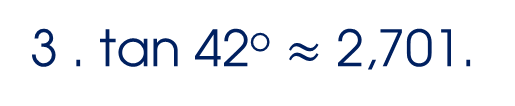 3 . tan 42° ≈ 2,701.